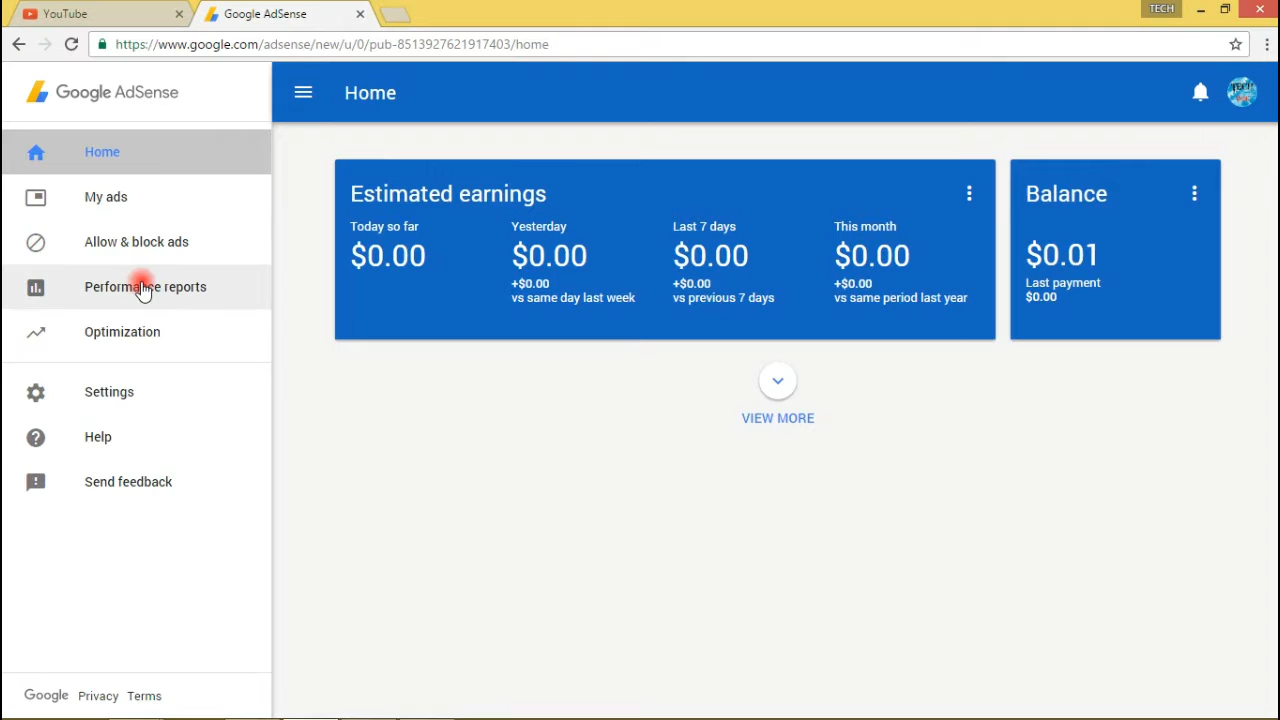 YouTube
Google AdSense
TECH
https://www.google.com/adsense/new/u/0/pub-8513927621917403/home
Google AdSense
Home
Home
My ads
Allow & block ads
Performance reports
Optimization
Settings
Help
Send feedback
Google Privacy Terms
Estimated earnings
Today so far
$0.00
Yesterday
$0.00
+$0.00
vs same day last week
Last 7 days
$0.00
+$0.00
vs previous 7 days
This month
$0.00
+$0.00
vs same period last year
Balance
$0.01
Last payment
$0.00
VIEW MORE